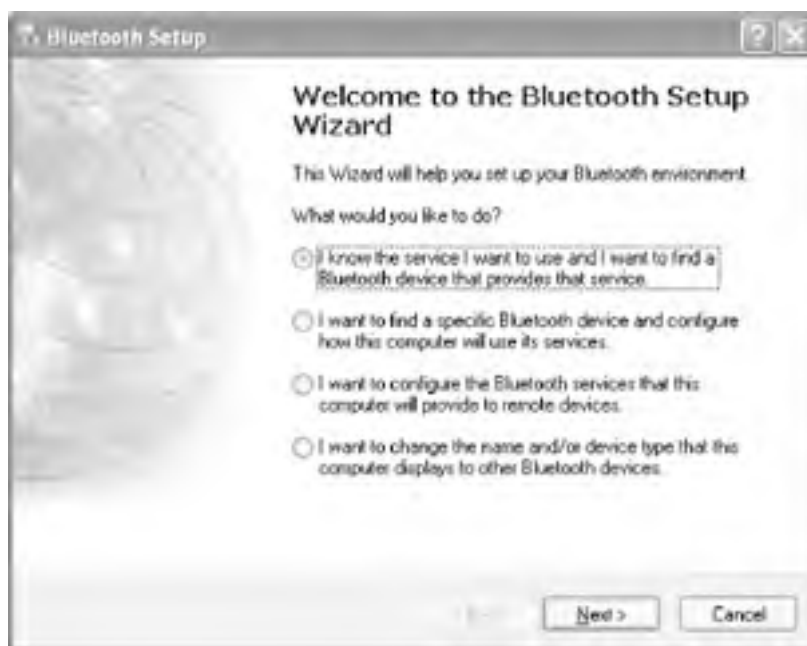 Bluetooth Setup
Welcome to the Bluetooth Setup
Wizard
This Wizard will help you set up your Bluetooth environment.
What would you like to do?
I know the service I want to use and I want to find a
Bluetooth device that provides that service.
I want to find a specific Bluetooth device and configure
how this computer will use its services.
I want to configure the Bluetooth services that this
computer will provide to remote devices.
I want to change the name and/or device type that this
computer displays to other Bluetooth devices.
Next >
Cancel